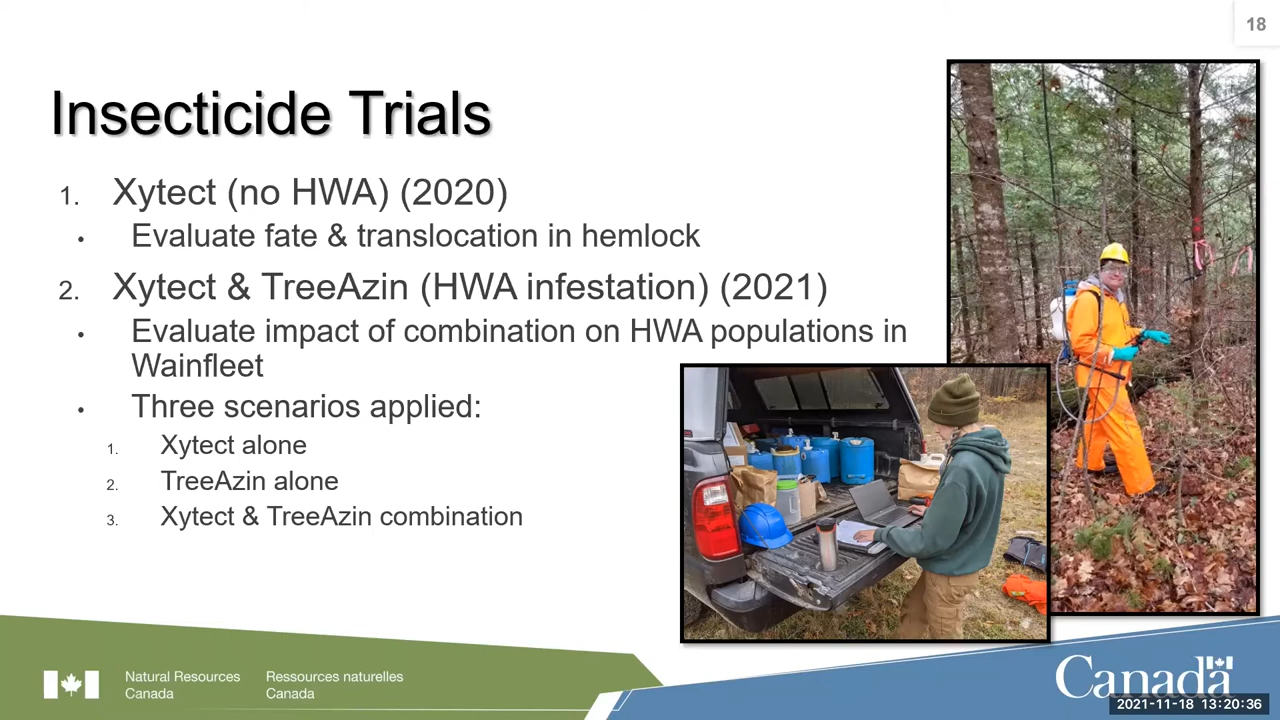 18
Insecticide Trials
1. Xytect (no HWA) (2020)
• Evaluate fate & translocation in hemlock
2. Xytect & TreeAzin (HWA infestation) (2021)
• Evaluate impact of combination on HWA populations in
Wainfleet
• Three scenarios applied:
1. Xytect alone
2. TreeAzin alone
3. Xytect & TreeAzin combination
Natural Resources
Canada
Ressources naturelles
Canada
Canada
2021-11-18 13:20:36